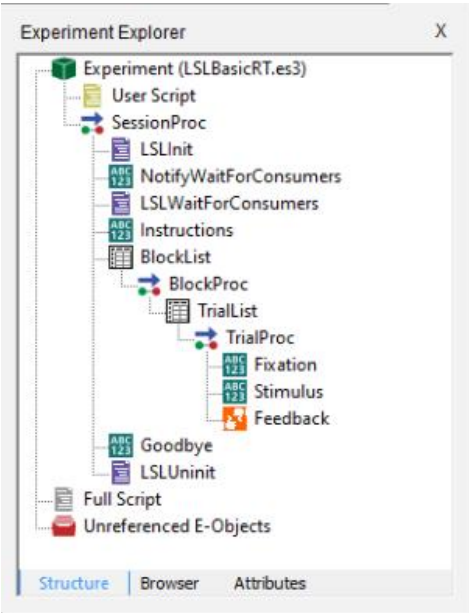 Experiment Explorer X
Experiment (LSLBasicRT.es3)
User Script
SessionProc
LSLInit
ABC 123 NotifyWaitForConsumers
LSLWaitForConsumers
ABC 123 Instructions
BlockList
BlockProc
TrialList
TrialProc
ABC 123 Fixation
ABC 123 Stimulus
Feedback
ABC 123 Goodbye
LSLUninit
Full Script
Unreferenced E-Objects
Structure Browser Attributes